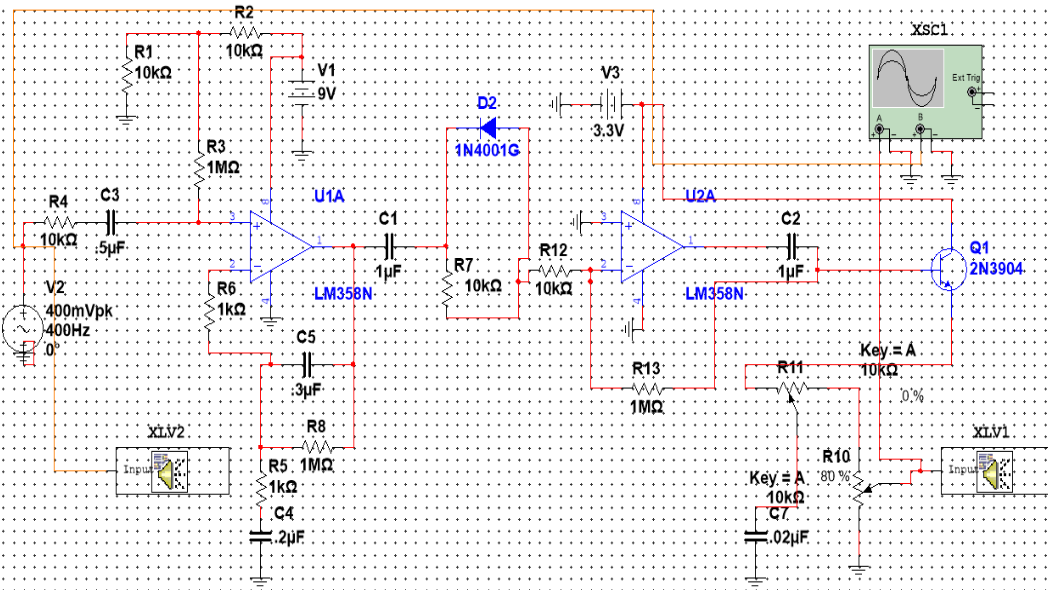 R2
10kΩ
R1
10kΩ
V1
9V
XSC1
Ext Trig
+
-
A
B
+ -
+ -
V3
3.3V
D2
1N4001G
R3
1MΩ
R4
10kΩ
C3
.5µF
U1A
8
3
+
1
2
-
4
LM358N
C1
1µF
U2A
8
3
+
1
2
-
4
LM358N
C2
1µF
Q1
2N3904
R7
10kΩ
R12
10kΩ
R6
1kΩ
V2
400mVpk
400Hz
0°
C5
.3µF
R13
1MΩ
R11
Key = A
10kΩ
0 %
R8
1MΩ
XLV2
Input
R5
1kΩ
C4
.2µF
R10
80 %
Key = A
10kΩ
C7
.02µF
XLV1
Input